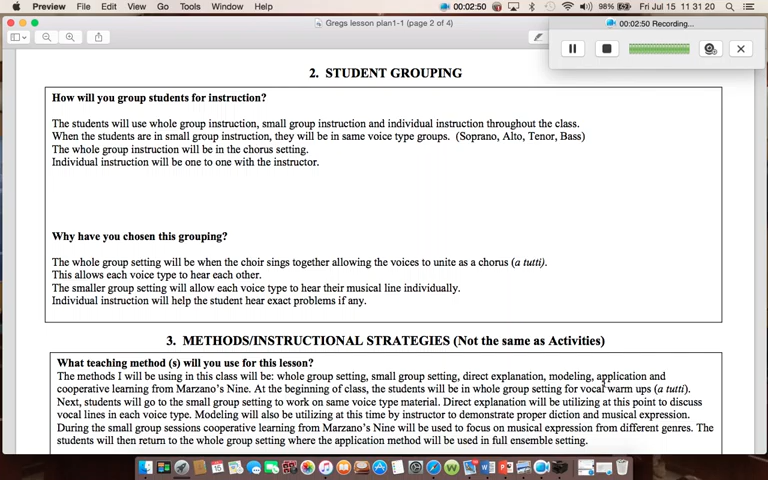 Preview File Edit View Go Tools Window Help 00:02:50 98% Fri Jul 15 11 31 20
Gregs lesson plan1-1 (page 2 of 4)
00:02:50 Recording...
2. STUDENT GROUPING
How will you group students for instruction?
The students will use whole group instruction, small group instruction and individual instruction throughout the class.
When the students are in small group instruction, they will be in same voice type groups. (Soprano, Alto, Tenor, Bass)
The whole group instruction will be in the chorus setting.
Individual instruction will be one to one with the instructor.
Why have you chosen this grouping?
The whole group setting will be when the choir sings together allowing the voices to unite as a chorus (a tutti).
This allows each voice type to hear each other.
The smaller group setting will allow each voice type to hear their musical line individually.
Individual instruction will help the student hear exact problems if any.
3. METHODS/INSTRUCTIONAL STRATEGIES (Not the same as Activities)
What teaching method (s) will you use for this lesson?
The methods I will be using in this class will be: whole group setting, small group setting, direct explanation, modeling, application and
cooperative learning from Marzano's Nine. At the beginning of class, the students will be in whole group setting for vocal warm ups (a tutti).
Next, students will go to the small group setting to work on same voice type material. Direct explanation will be utilizing at this point to discuss
vocal lines in each voice type. Modeling will also be utilizing at this time by instructor to demonstrate proper diction and musical expression.
During the small group sessions cooperative learning from Marzano's Nine will be used to focus on musical expression from different genres. The
students will then return to the whole group setting where the application method will be used in full ensemble setting.